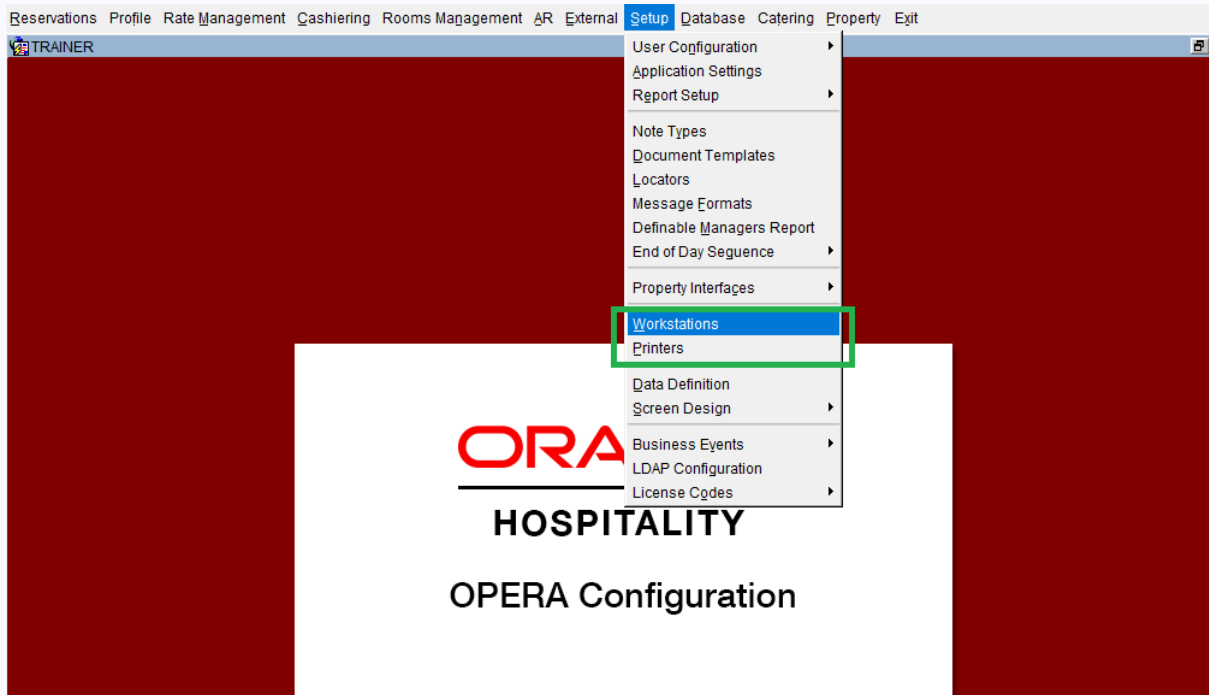 Reservations Profile Rate Management Cashiering Rooms Management AR External Setup Database Catering Property Exit
TRAINER
User Configuration
Application Settings
Report Setup
Note Types
Document Templates
Locators
Message Formats
Definable Managers Report
End of Day Sequence
Property Interfaces
Workstations
Printers
Data Definition
Screen Design
Business Events
LDAP Configuration
License Codes
ORA
HOSPITALITY
OPERA Configuration